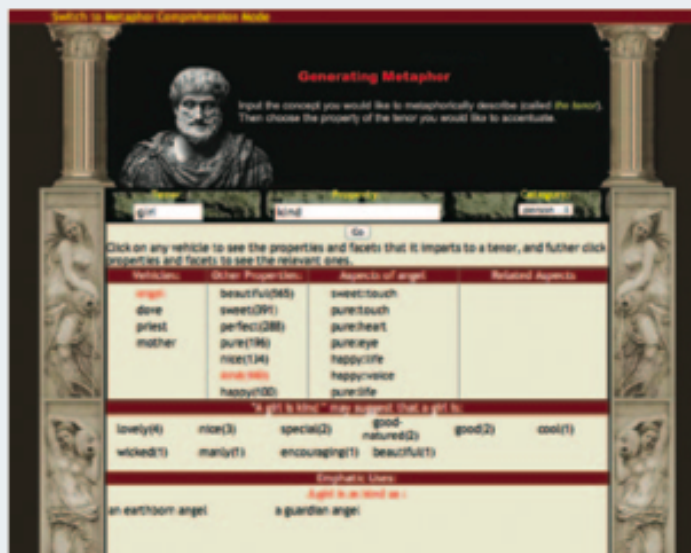 Switch to Metaphor Comprehension Mode
Generating Metaphor
Input the concept you would like to metaphorically describe (called the tenor).
Then choose the property of the tenor you would like to accentuate.
Tenor: Property: Category:
girl kind person
Go
Click on any vehicle to see the properties and facets that it imparts to a tenor, and futher click
properties and facets to see the relevant ones.
Vehicles: Other Properties: Aspects of angel Related Aspects
angel beautiful(565) sweet:touch
dove sweet(391) pure:touch
priest perfect(288) pure:heart
mother pure(196) pure:eye
nice(134) happy:life
happy:voice
happy(100) pure:life
"A girl is kind" may suggest that a girl is:
lovely(4) nice(3) special(2) good-natured(2) good(2) cool(1)
wicked(1) manly(1) encouraging(1) beautiful(1)
Emphatic Uses:
A girl is as kind as :
an earthborn angel a guardian angel